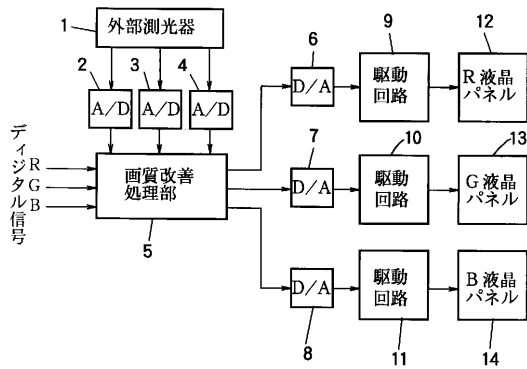 1
外部測光器
2
3
4
A/D
A/D
A/D
ディジタル信号
R
G
B
画質改善
処理部
5
6
D/A
9
駆動
回路
12
R液晶
パネル
7
D/A
10
駆動
回路
13
G液晶
パネル
8
D/A
11
駆動
回路
14
B液晶
パネル